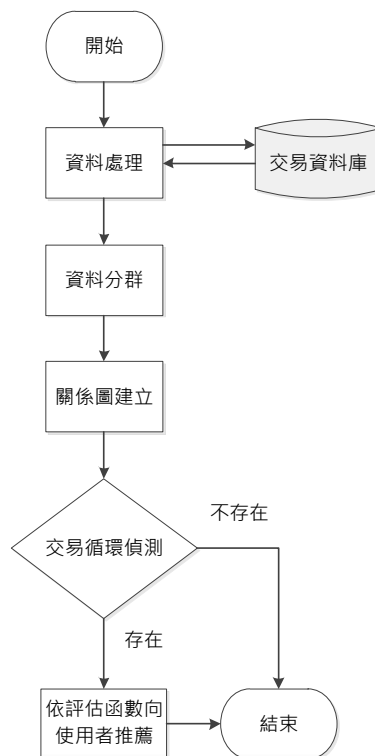 開始
資料處理
交易資料庫
資料分群
關係圖建立
不存在
交易循環偵測
存在
依評估函數向
使用者推薦
結束